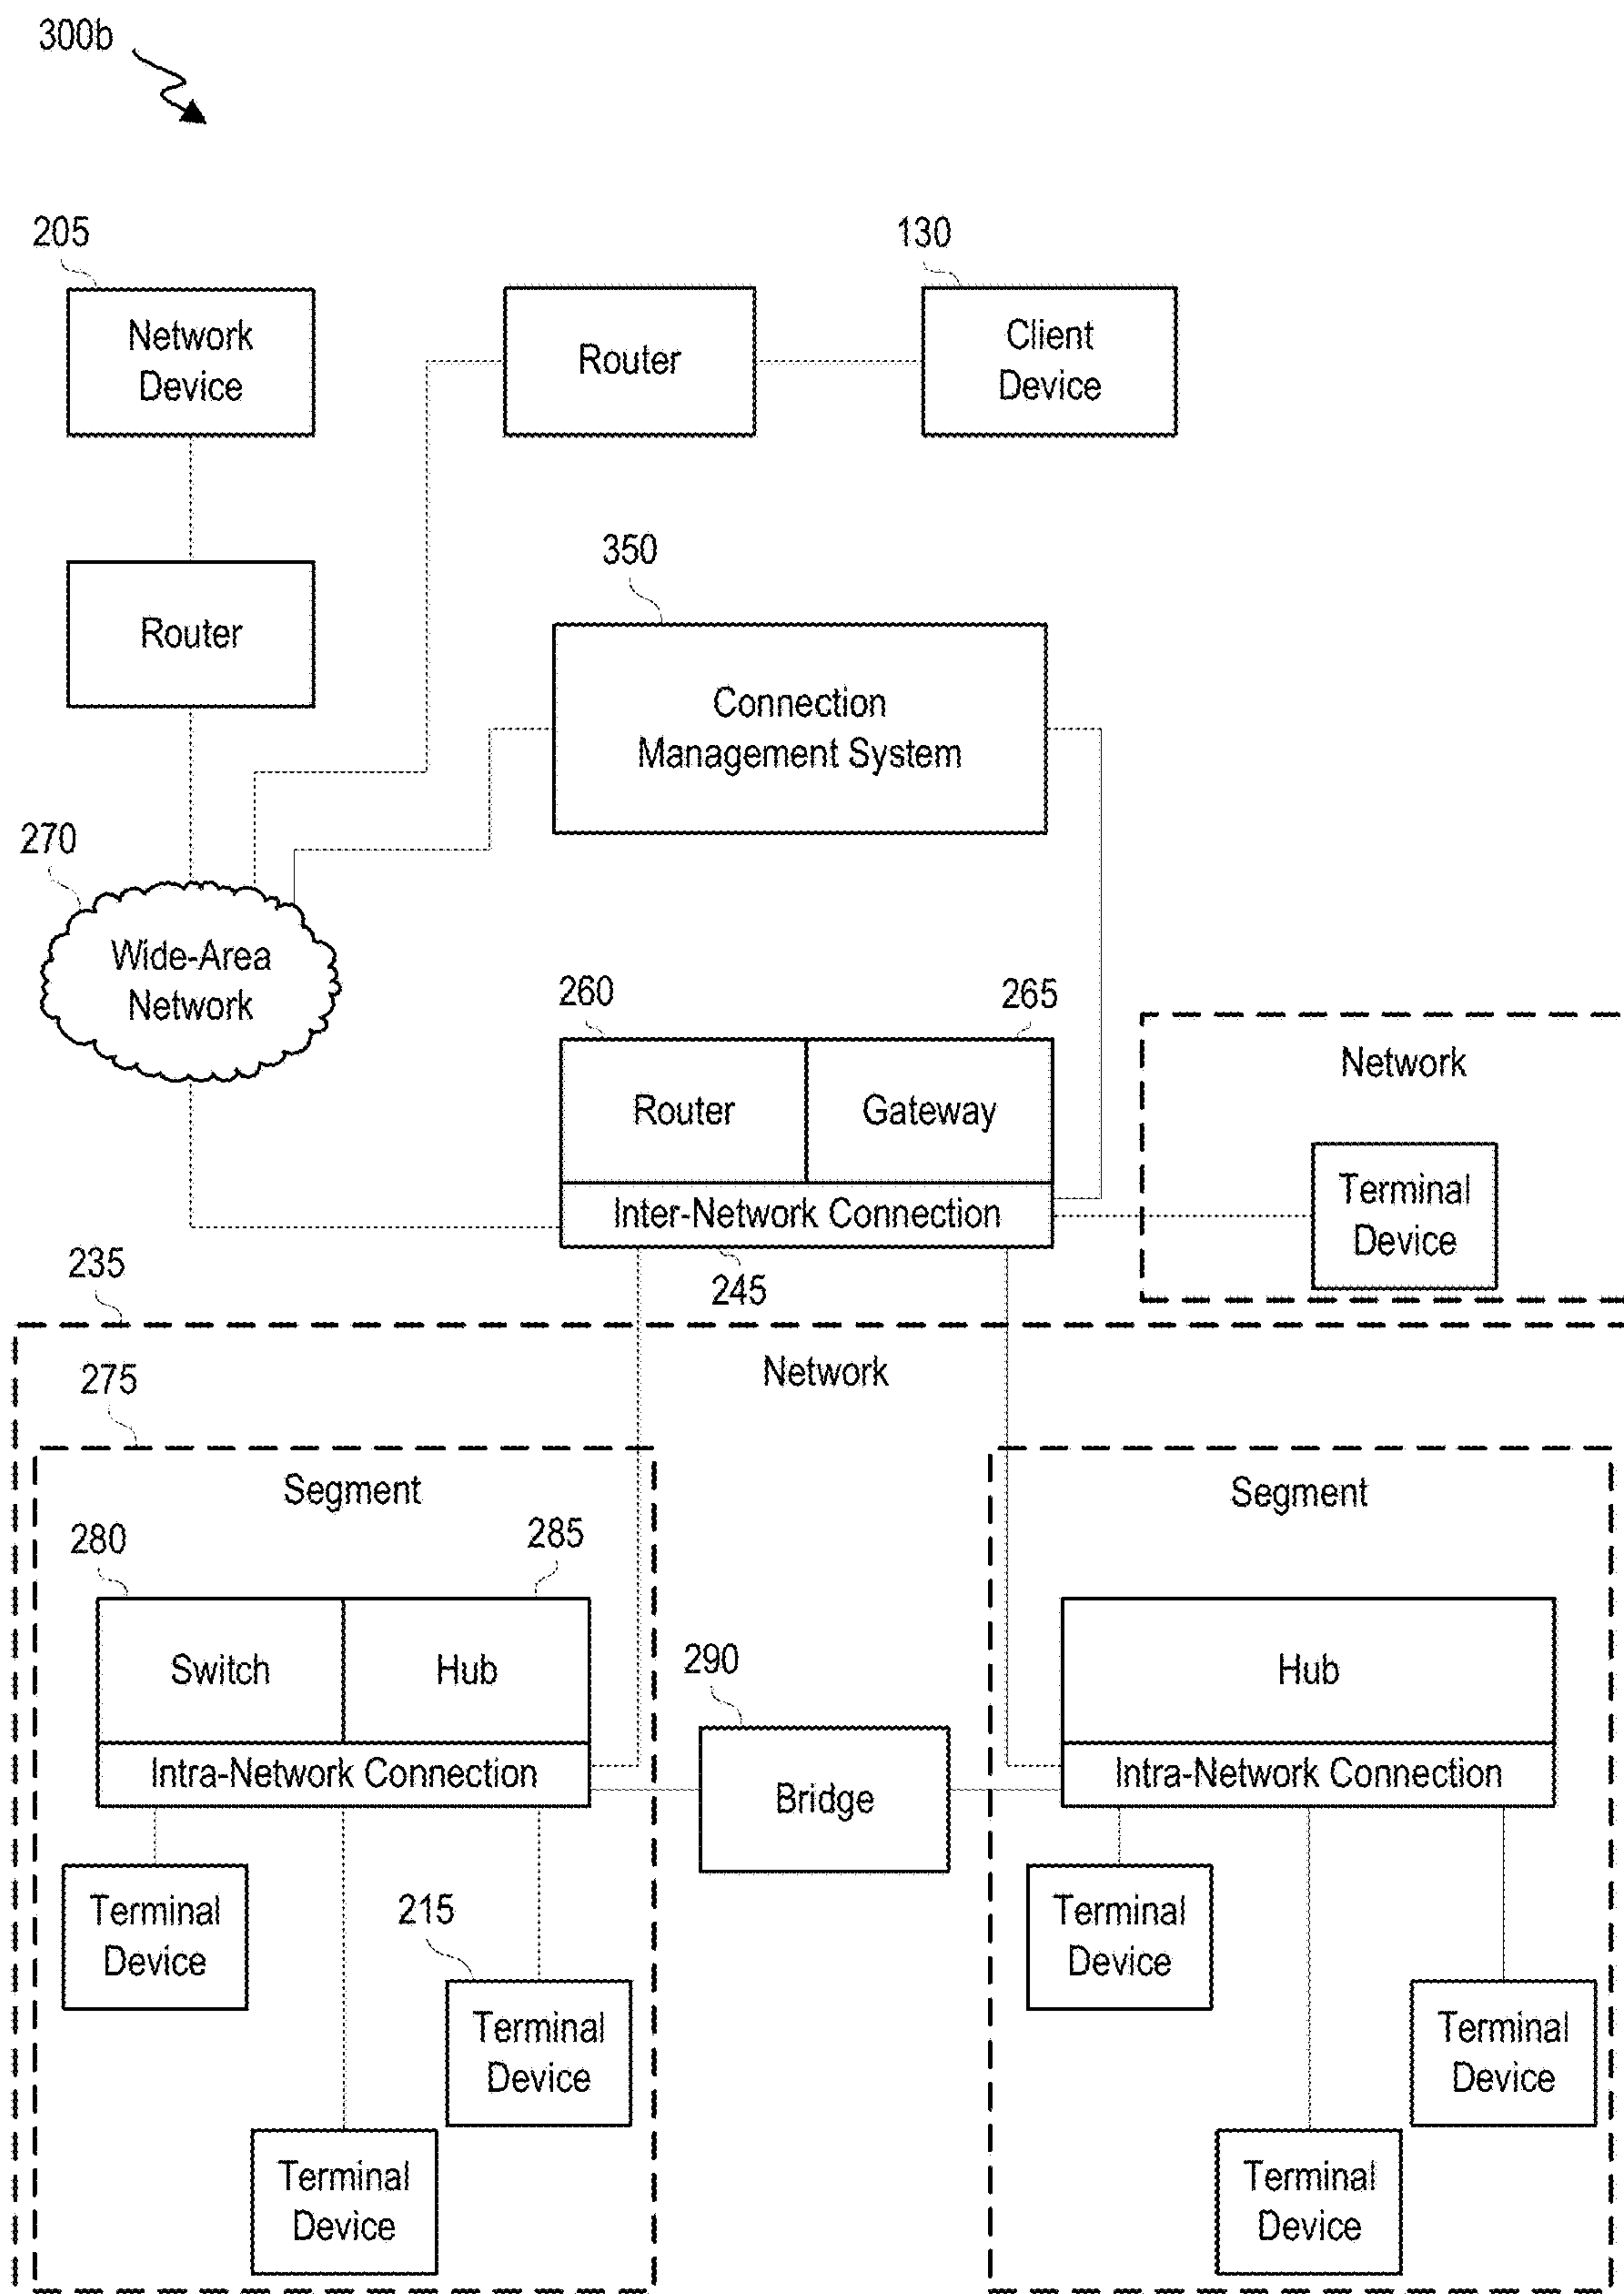 300b
205
130
Network
Device
Router
Client
Device
350
Router
Connection
Management System
270
Wide-Area
Network
260
265
Router
Gateway
Inter-Network Connection
245
Network
Terminal
Device
235
Network
275
Segment
280
285
Switch
Hub
Intra-Network Connection
290
Bridge
Segment
Hub
Intra-Network Connection
Terminal
Device
215
Terminal
Device
Terminal
Device
Terminal
Device
Terminal
Device
Terminal
Device